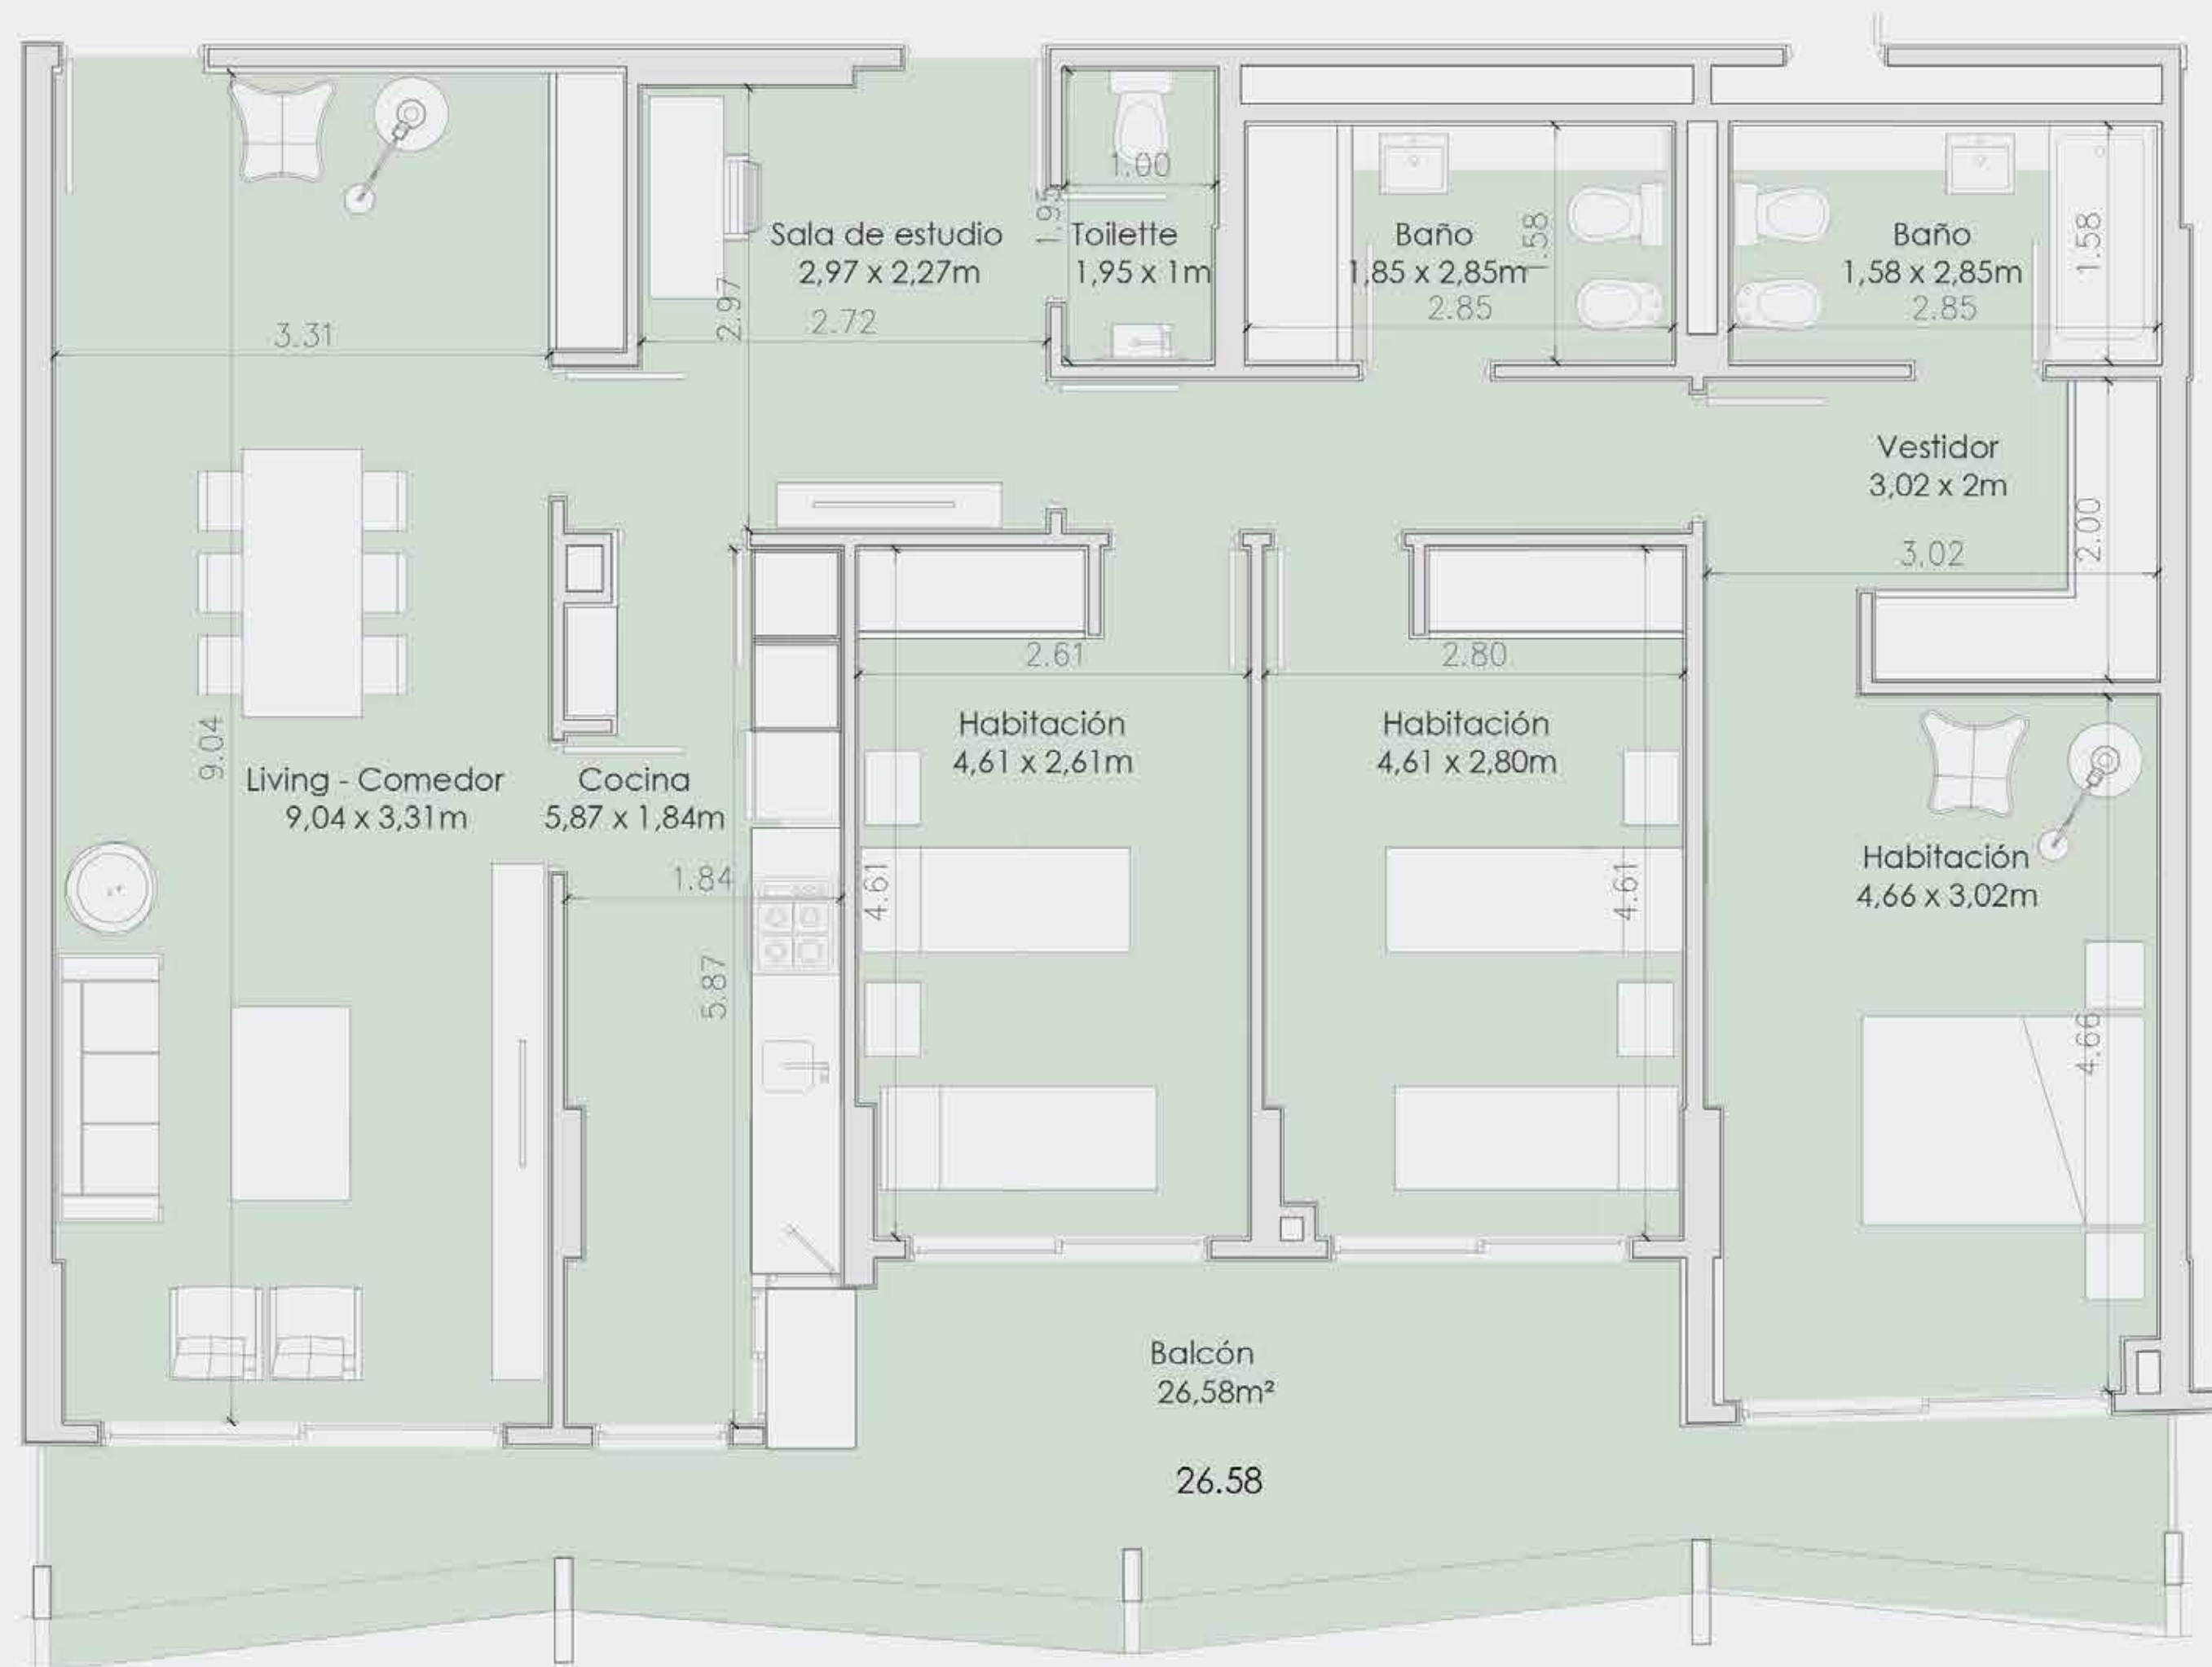 1.00
Sala de estudio
2,97 x 2,27m
2.97
2.72
1.95
Toilette
1,95 x 1m
Baño
1,85 x 2,85m
1.58
2.85
Baño
1,58 x 2,85m
1.58
2.85
3.31
Vestidor
3,02 x 2m
2.00
3.02
2.61
2.80
Habitación
4,61 x 2,61m
Habitación
4,61 x 2,80m
9.04
Living - Comedor
9,04 x 3,31m
Cocina
5,87 x 1,84m
1.84
4.61
4.61
Habitación
4,66 x 3,02m
5.87
4.66
Balcón
26,58m²
26.58